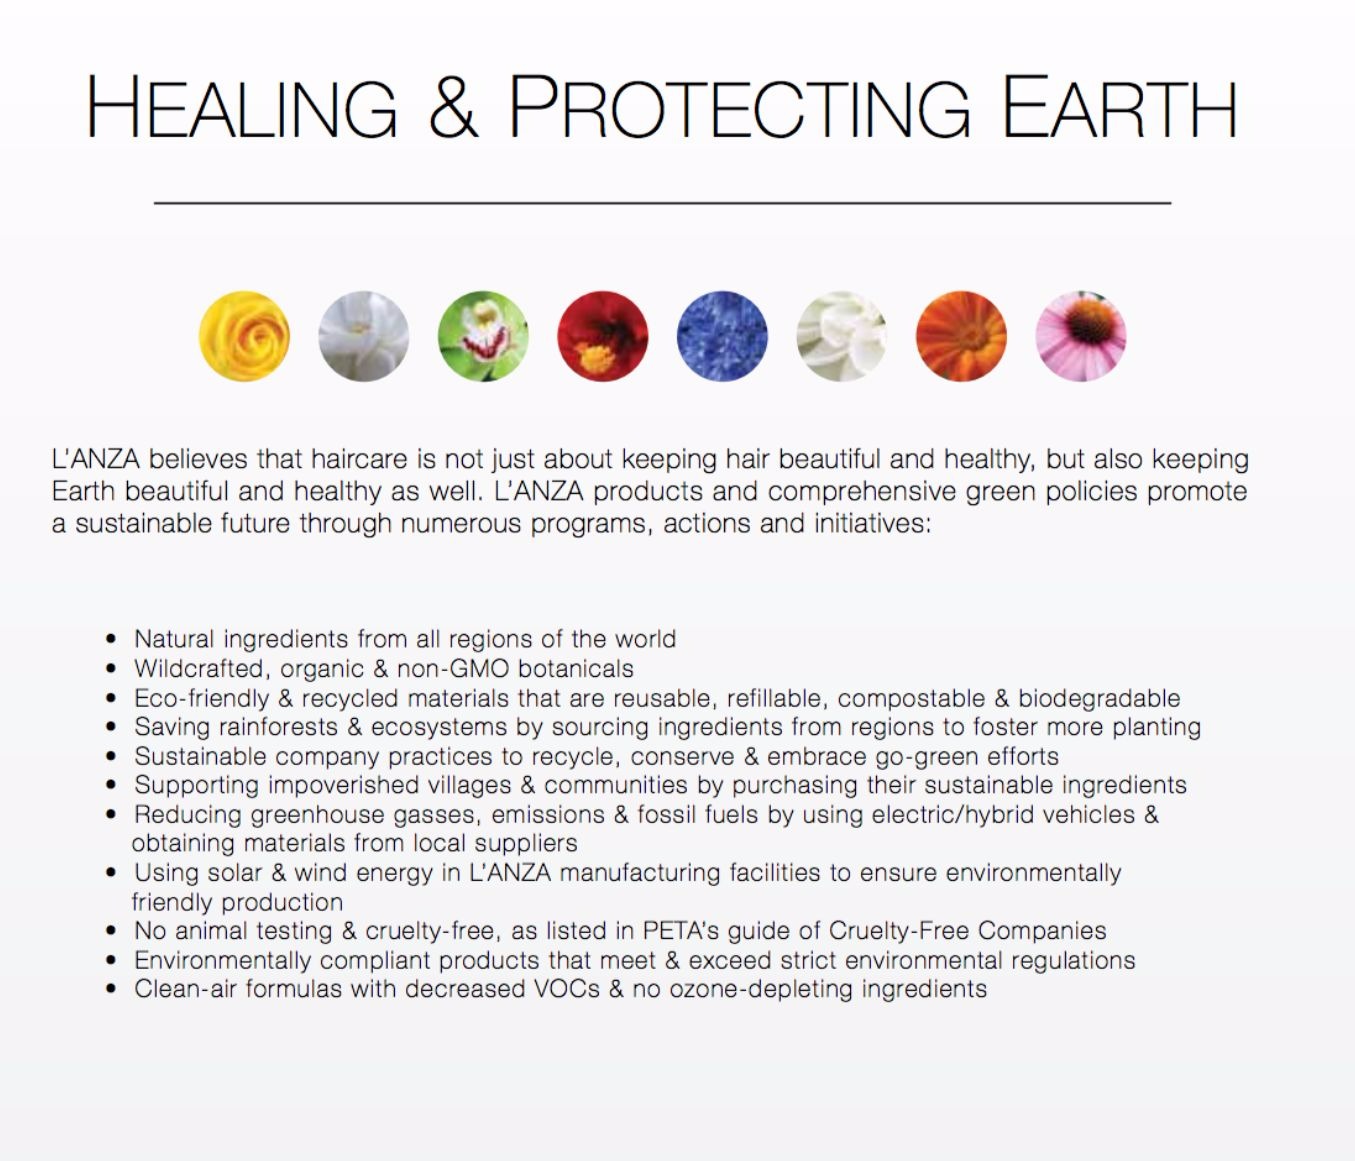 HEALING & PROTECTING EARTH
L'ANZA believes that haircare is not just about keeping hair beautiful and healthy, but also keeping
Earth beautiful and healthy as well. L'ANZA products and comprehensive green policies promote
a sustainable future through numerous programs, actions and initiatives:
• Natural ingredients from all regions of the world
• Wildcrafted, organic & non-GMO botanicals
• Eco-friendly & recycled materials that are reusable, refillable, compostable & biodegradable
• Saving rainforests & ecosystems by sourcing ingredients from regions to foster more planting
• Sustainable company practices to recycle, conserve & embrace go-green efforts
• Supporting impoverished villages & communities by purchasing their sustainable ingredients
• Reducing greenhouse gasses, emissions & fossil fuels by using electric/hybrid vehicles &
obtaining materials from local suppliers
• Using solar & wind energy in L'ANZA manufacturing facilities to ensure environmentally
friendly production
• No animal testing & cruelty-free, as listed in PETA's guide of Cruelty-Free Companies
• Environmentally compliant products that meet & exceed strict environmental regulations
• Clean-air formulas with decreased VOCs & no ozone-depleting ingredients